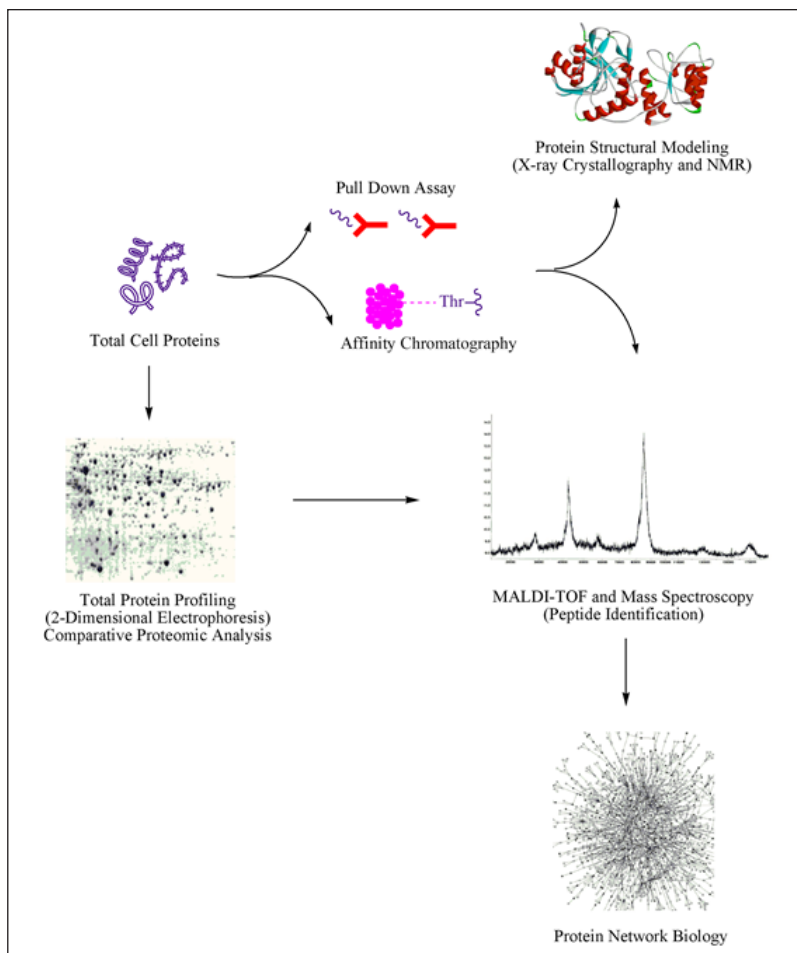 Protein Structural Modeling
(X-ray Crystallography and NMR)
Pull Down Assay
Thr
Total Cell Proteins
Affinity Chromatography
Total Protein Profiling
(2-Dimensional Electrophoresis)
Comparative Proteomic Analysis
MALDI-TOF and Mass Spectroscopy
(Peptide Identification)
Protein Network Biology